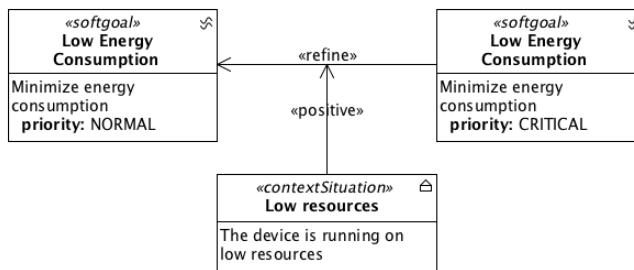 «softgoal»
Low Energy
Consumption
Minimize energy
consumption
priority: NORMAL
«refine»
«positive»
«softgoal»
Low Energy
Consumption
Minimize energy
consumption
priority: CRITICAL
«contextSituation»
Low resources
The device is running on
low resources